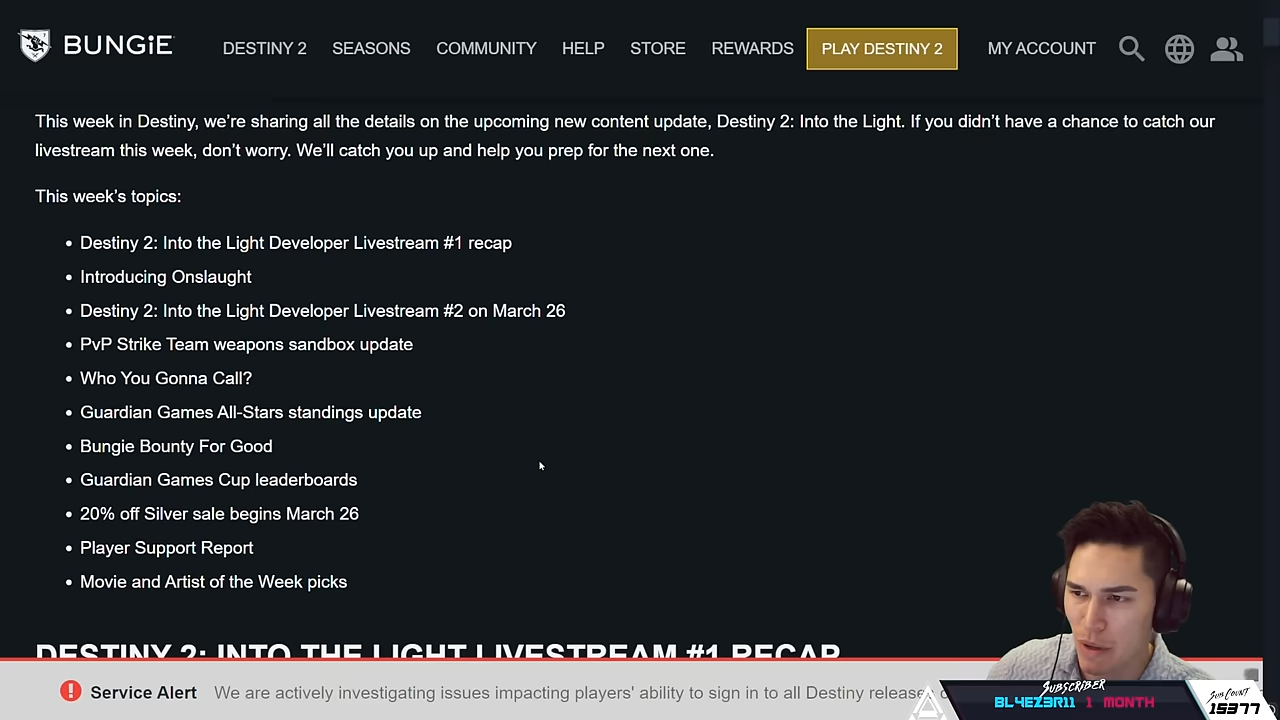 BUNGiE DESTINY 2 SEASONS COMMUNITY HELP STORE REWARDS PLAY DESTINY 2 MY ACCOUNT
This week in Destiny, we’re sharing all the details on the upcoming new content update, Destiny 2: Into the Light. If you didn’t have a chance to catch our
livestream this week, don’t worry. We’ll catch you up and help you prep for the next one.
This week’s topics:
• Destiny 2: Into the Light Developer Livestream #1 recap
• Introducing Onslaught
• Destiny 2: Into the Light Developer Livestream #2 on March 26
• PvP Strike Team weapons sandbox update
• Who You Gonna Call?
• Guardian Games All-Stars standings update
• Bungie Bounty For Good
• Guardian Games Cup leaderboards
• 20% off Silver sale begins March 26
• Player Support Report
• Movie and Artist of the Week picks
DESTINY 2: INTO THE LIGHT LIVESTREAM #1 RECAP
Service Alert We are actively investigating issues impacting players' ability to sign in to all Destiny
SUBSCRIBER
BL4EZ3R11 1 MONTH
SUB COUNT
15377